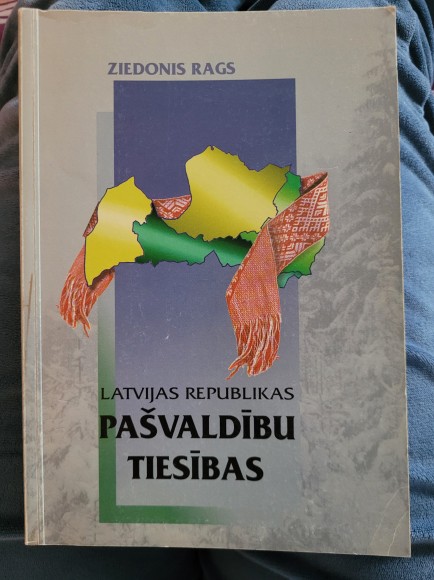 ZIEDONIS RAGS
LATVIJAS REPUBLIKAS
PAŠVALDĪBU
TIESĪBAS